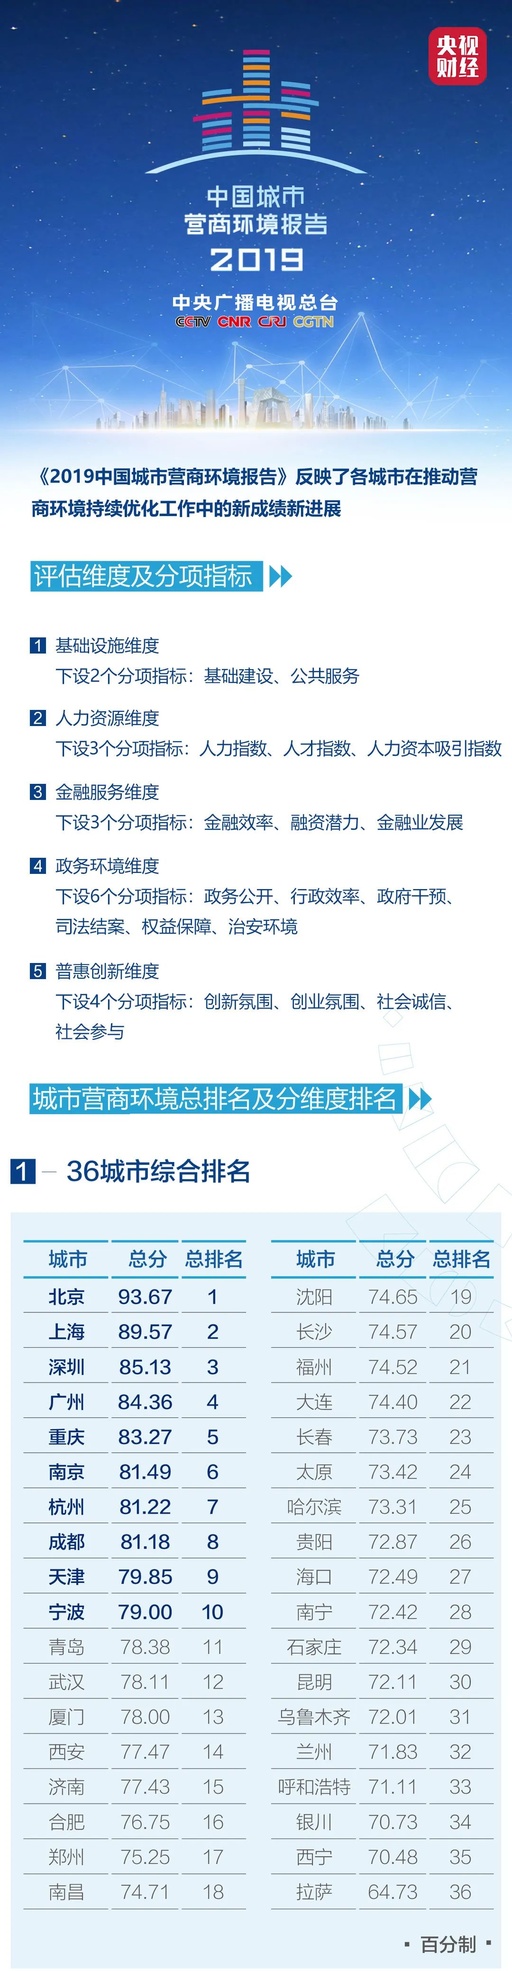 央视
财经
中国城市
营商环境报告
2019
中央广播电视总台
CCTV CNR CRI CGTN
《2019中国城市营商环境报告》反映了各城市在推动营
商环境持续优化工作中的新成绩新进展
评估维度及分项指标
1 基础设施维度
下设2个分项指标：基础建设、公共服务
2 人力资源维度
下设3个分项指标：人力指数、人才指数、人力资本吸引指数
3 金融服务维度
下设3个分项指标：金融效率、融资潜力、金融业发展
4 政务环境维度
下设6个分项指标：政务公开、行政效率、政府干预、
司法结案、权益保障、治安环境
5 普惠创新维度
下设4个分项指标：创新氛围、创业氛围、社会诚信、
社会参与
城市营商环境总排名及分维度排名
1 — 36城市综合排名
城市 总分 总排名 城市 总分 总排名
北京 93.67 1 沈阳 74.65 19
上海 89.57 2 长沙 74.57 20
深圳 85.13 3 福州 74.52 21
广州 84.36 4 大连 74.40 22
重庆 83.27 5 长春 73.73 23
南京 81.49 6 太原 73.42 24
杭州 81.22 7 哈尔滨 73.31 25
成都 81.18 8 贵阳 72.87 26
天津 79.85 9 海口 72.49 27
宁波 79.00 10 南宁 72.42 28
青岛 78.38 11 石家庄 72.34 29
武汉 78.11 12 昆明 72.11 30
厦门 78.00 13 乌鲁木齐 72.01 31
西安 77.47 14 兰州 71.83 32
济南 77.43 15 呼和浩特 71.11 33
合肥 76.75 16 银川 70.73 34
郑州 75.25 17 西宁 70.48 35
南昌 74.71 18 拉萨 64.73 36
▪ 百分制 ▪